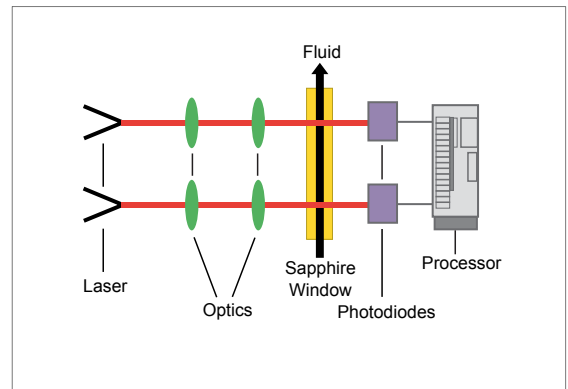 Fluid
Laser
Optics
Sapphire
Window
Photodiodes
Processor